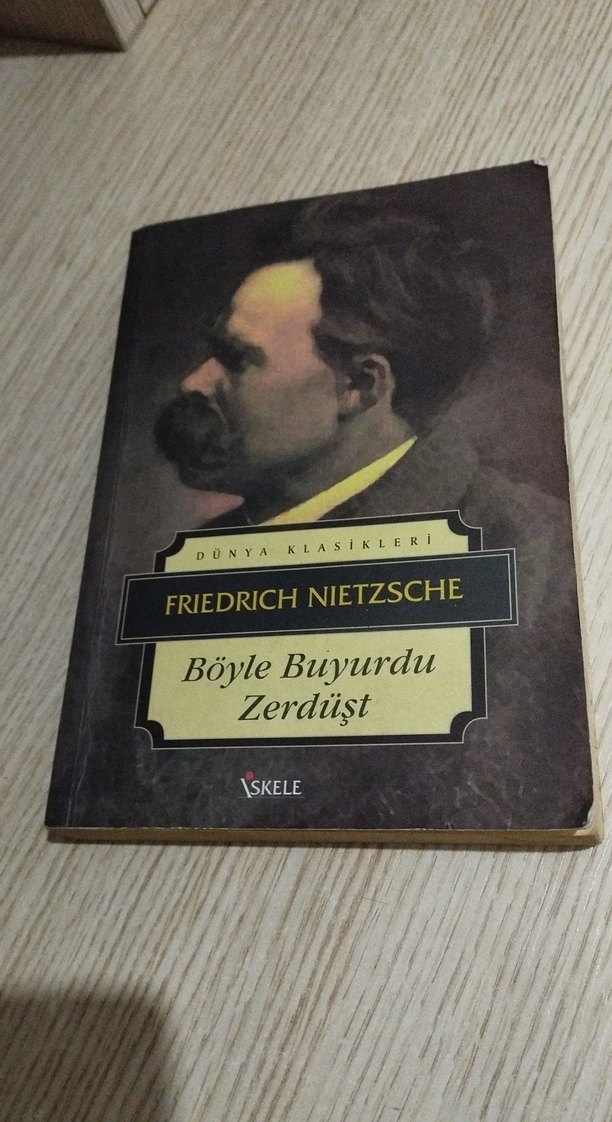 DÜNYA KLASİKLERİ
FRIEDRICH NIETZSCHE
Böyle Buyurdu
Zerdüşt
İSKELE